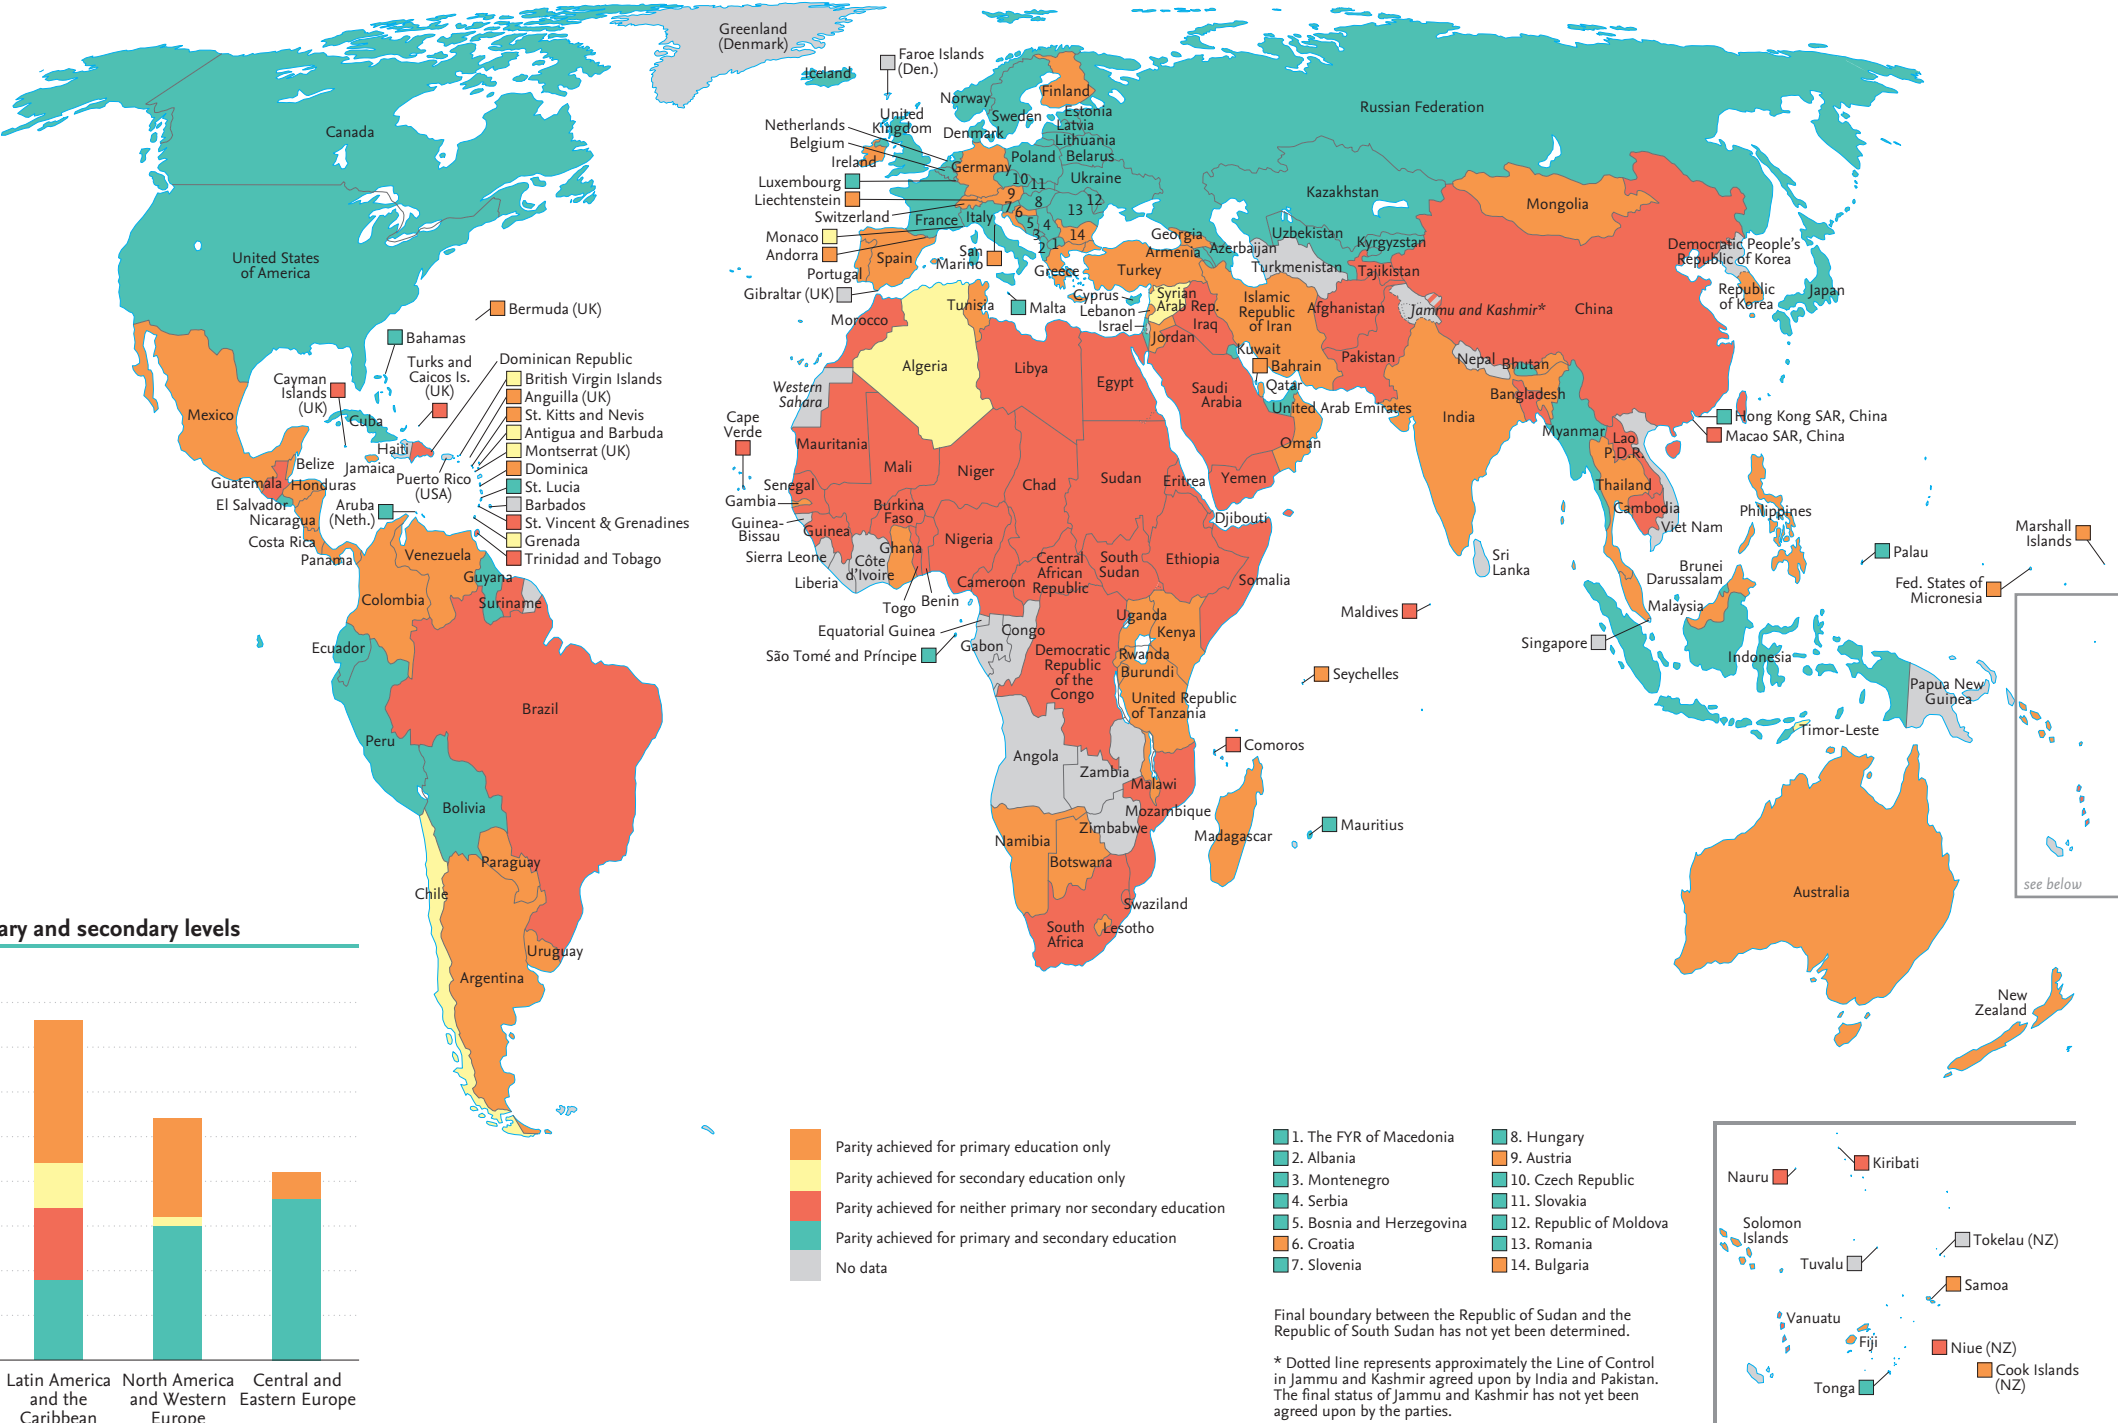 Greenland
(Denmark)
Faroe Islands
(Den.)
Iceland
Norway
Sweden
Finland
Russian Federation
Canada
United
Kingdom
Denmark
Estonia
Latvia
Lithuania
Belarus
Netherlands
Belgium
Ireland
Germany
Poland
Ukraine
Luxembourg
Liechtenstein
Switzerland
France
Italy
10
11
9
8
7
6
5
4
3
2
1
12
13
14
Monaco
Andorra
Portugal
Spain
San
Marino
Greece
Gibraltar (UK)
Malta
Kazakhstan
Mongolia
Georgia
Armenia
Azerbaijan
Turkey
Uzbekistan
Kyrgyzstan
Turkmenistan
Tajikistan
Democratic People's
Republic of Korea
Republic
of Korea
Japan
China
United States
of America
Bermuda (UK)
Bahamas
Turks and
Caicos Is.
(UK)
Cayman
Islands
(UK)
Mexico
Cuba
Haiti
Jamaica
Belize
Guatemala
Honduras
El Salvador
Nicaragua
Costa Rica
Panama
Puerto Rico
(USA)
Aruba
(Neth.)
Dominican Republic
British Virgin Islands
Anguilla (UK)
St. Kitts and Nevis
Antigua and Barbuda
Montserrat (UK)
Dominica
St. Lucia
Barbados
St. Vincent & Grenadines
Grenada
Trinidad and Tobago
Venezuela
Guyana
Suriname
Colombia
Ecuador
Brazil
Peru
Bolivia
Paraguay
Chile
Uruguay
Argentina
Morocco
Tunisia
Algeria
Libya
Egypt
Western
Sahara
Cape
Verde
Mauritania
Mali
Niger
Chad
Sudan
Eritrea
Senegal
Gambia
Guinea-
Bissau
Guinea
Sierra Leone
Liberia
Côte
d'Ivoire
Burkina
Faso
Ghana
Togo
Benin
Nigeria
Cameroon
Central
African
Republic
South
Sudan
Ethiopia
Djibouti
Somalia
Equatorial Guinea
São Tomé and Príncipe
Gabon
Congo
Democratic
Republic
of the
Congo
Uganda
Kenya
Rwanda
Burundi
United Republic
of Tanzania
Angola
Zambia
Malawi
Mozambique
Zimbabwe
Namibia
Botswana
Madagascar
Swaziland
Lesotho
South
Africa
Comoros
Seychelles
Mauritius
Cyprus
Lebanon
Israel
Syrian
Arab Rep.
Iraq
Jordan
Kuwait
Bahrain
Qatar
Saudi
Arabia
United Arab Emirates
Oman
Yemen
Islamic
Republic
of Iran
Afghanistan
Jammu and Kashmir*
Pakistan
Nepal
Bhutan
Bangladesh
India
Myanmar
Sri
Lanka
Maldives
Lao
P.D.R.
Thailand
Cambodia
Viet Nam
Hong Kong SAR, China
Macao SAR, China
Philippines
Brunei
Darussalam
Malaysia
Singapore
Indonesia
Timor-Leste
Papua New
Guinea
Palau
Marshall
Islands
Fed. States of
Micronesia
Australia
New
Zealand
see below
ary and secondary levels
Latin America
and the
Caribbean
North America
and Western
Europe
Central and
Eastern Europe
Parity achieved for primary education only
Parity achieved for secondary education only
Parity achieved for neither primary nor secondary education
Parity achieved for primary and secondary education
No data
1. The FYR of Macedonia
2. Albania
3. Montenegro
4. Serbia
5. Bosnia and Herzegovina
6. Croatia
7. Slovenia
8. Hungary
9. Austria
10. Czech Republic
11. Slovakia
12. Republic of Moldova
13. Romania
14. Bulgaria
Final boundary between the Republic of Sudan and the
Republic of South Sudan has not yet been determined.
* Dotted line represents approximately the Line of Control
in Jammu and Kashmir agreed upon by India and Pakistan.
The final status of Jammu and Kashmir has not yet been
agreed upon by the parties.
Nauru
Kiribati
Solomon
Islands
Tuvalu
Tokelau (NZ)
Samoa
Vanuatu
Fiji
Niue (NZ)
Cook Islands
(NZ)
Tonga